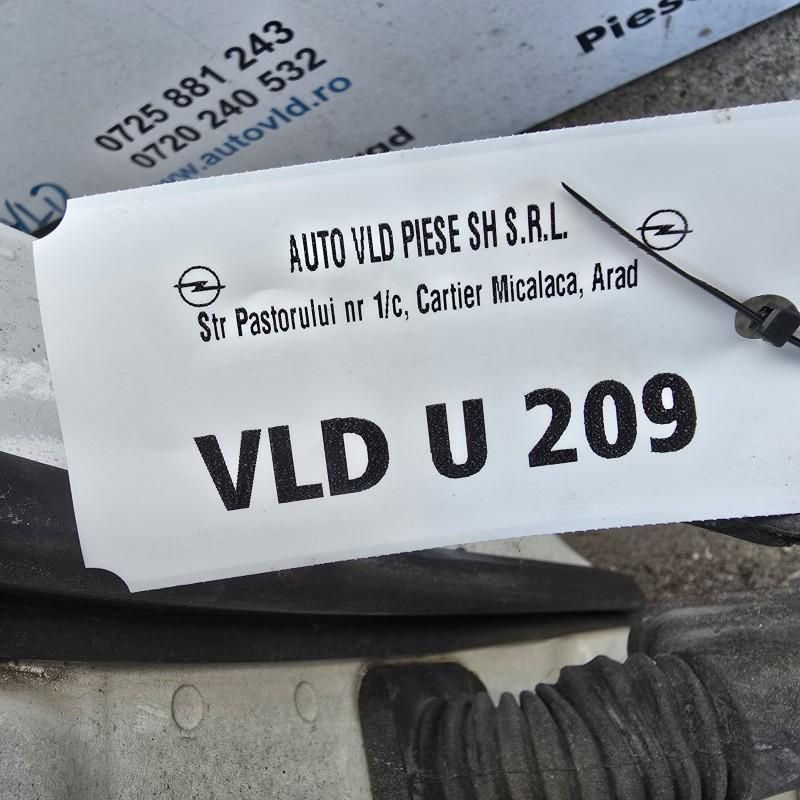 Piese
0725 881 243
0720 240 532
www.autovld.ro
AUTO VLD PIESE SH S.R.L.
Str Pastorului nr 1/c, Cartier Micalaca, Arad
VLD U 209